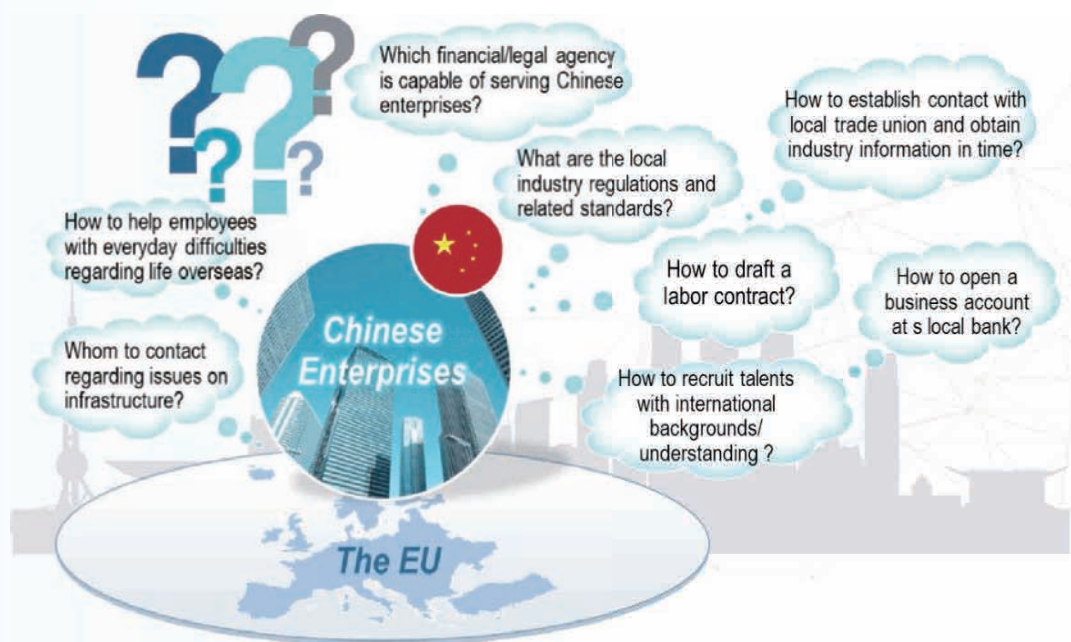 Which financial/legal agency
is capable of serving Chinese
enterprises?
How to establish contact with
local trade union and obtain
industry information in time?
What are the local
industry regulations and
related standards?
How to help employees
with everyday difficulties
regarding life overseas?
How to draft a
labor contract?
How to open a
business account
at s local bank?
Chinese
Enterprises
Whom to contact
regarding issues on
infrastructure?
How to recruit talents
with international
backgrounds/
understanding ?
The EU